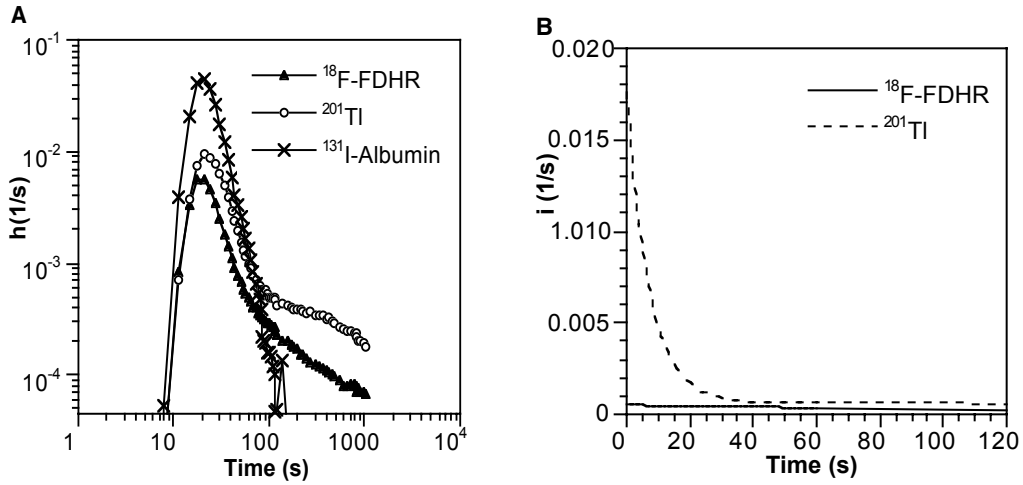 A
10⁻¹
10⁻²
10⁻³
10⁻⁴
h(1/s)
¹⁸F-FDHR
²⁰¹Tl
¹³¹I-Albumin
1
10
100
1000
10⁴
Time (s)
B
0.020
0.015
1.010
0.005
0
i (1/s)
¹⁸F-FDHR
²⁰¹Tl
0
20
40
60
80
100
120
Time (s)